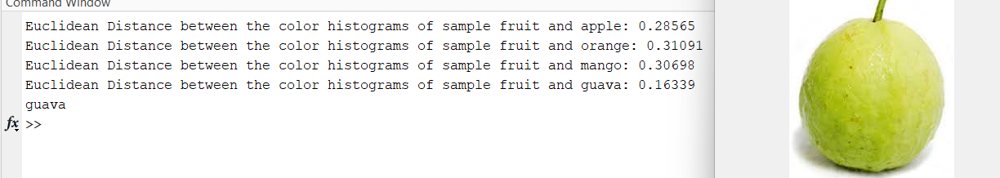 Command Window
Euclidean Distance between the color histograms of sample fruit and apple: 0.28565
Euclidean Distance between the color histograms of sample fruit and orange: 0.31091
Euclidean Distance between the color histograms of sample fruit and mango: 0.30698
Euclidean Distance between the color histograms of sample fruit and guava: 0.16339
guava
fx >>